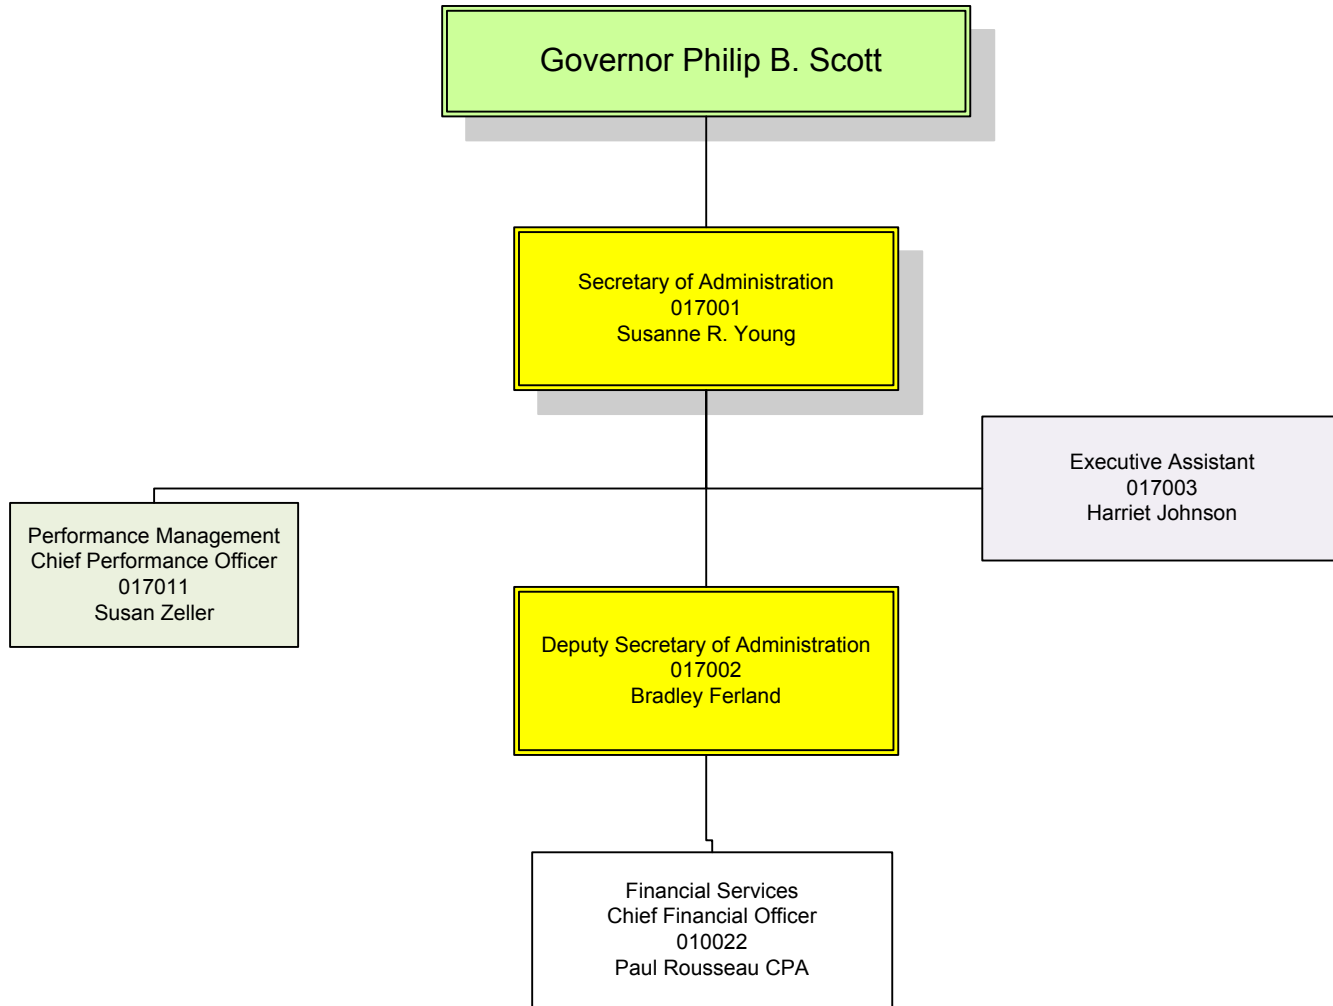 Governor Philip B. Scott
Secretary of Administration
017001
Susanne R. Young
Executive Assistant
017003
Harriet Johnson
Performance Management
Chief Performance Officer
017011
Susan Zeller
Deputy Secretary of Administration
017002
Bradley Ferland
Financial Services
Chief Financial Officer
010022
Paul Rousseau CPA